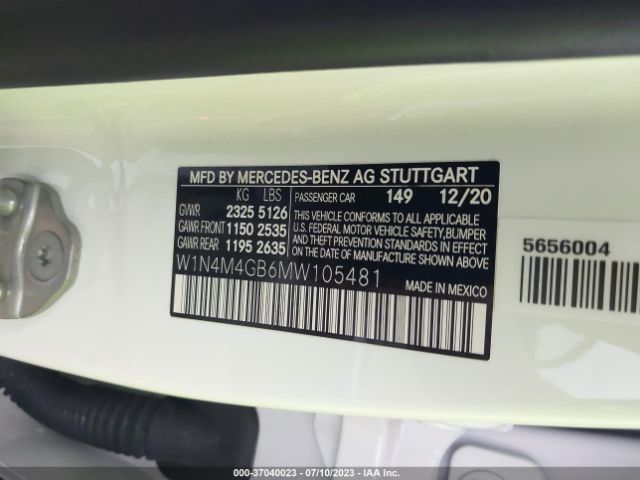 MFD BY MERCEDES-BENZ AG STUTTGART
KG LBS
GVWR 2325 5126
GAWR FRONT 1150 2535
GAWR REAR 1195 2635
PASSENGER CAR 149 12/20
THIS VEHICLE CONFORMS TO ALL APPLICABLE
U.S. FEDERAL MOTOR VEHICLE SAFETY,BUMPER
AND THEFT PREVENTION STANDARDS IN EFFECT
ON THE DATE OF MANUFACTURE SHOWN ABOVE.
W1N4M4GB6MW105481
MADE IN MEXICO
5656004
000-37040023 - 07/10/2023 - IAA Inc.